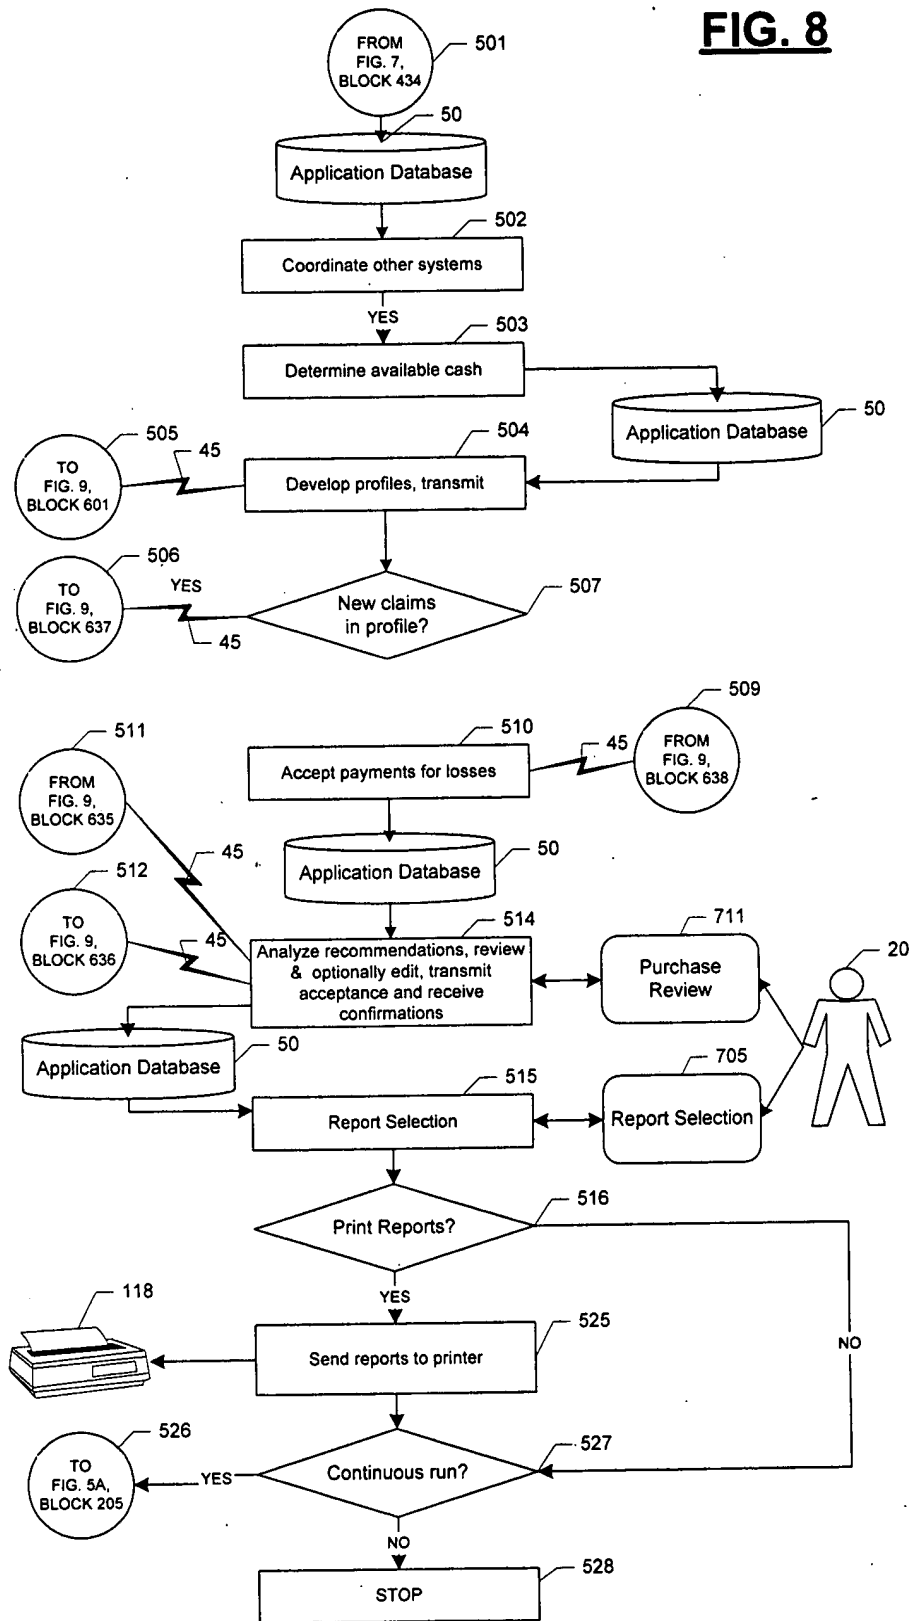 FIG. 8
FROM
FIG. 7,
BLOCK 434
501
50
Application Database
502
Coordinate other systems
YES
503
Determine available cash
50
Application Database
505
45
504
TO
FIG. 9,
BLOCK 601
Develop profiles, transmit
506
YES
TO
FIG. 9,
BLOCK 637
45
507
New claims
in profile?
509
511
510
45
FROM
FIG. 9,
BLOCK 638
Accept payments for losses
FROM
FIG. 9,
BLOCK 635
45
50
Application Database
512
514
711
20
TO
FIG. 9,
BLOCK 636
45
Analyze recommendations, review
& optionally edit, transmit
acceptance and receive
confirmations
Purchase
Review
50
Application Database
515
705
Report Selection
Report Selection
516
Print Reports?
YES
NO
118
525
Send reports to printer
526
TO
FIG. 5A,
BLOCK 205
YES
527
Continuous run?
NO
528
STOP